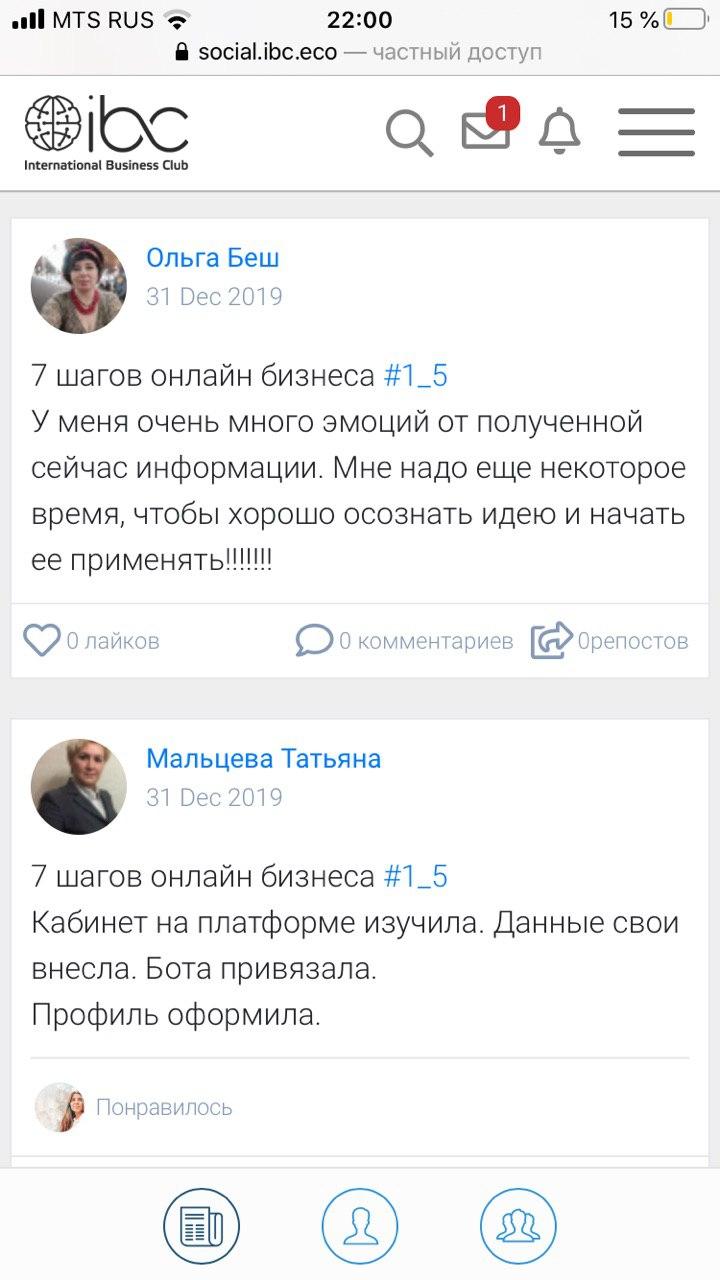 MTS RUS 22:00 15 %
social.ibc.eco — частный доступ
ibc 1
International Business Club
Ольга Беш
31 Dec 2019
7 шагов онлайн бизнеса #1_5
У меня очень много эмоций от полученной
сейчас информации. Мне надо еще некоторое
время, чтобы хорошо осознать идею и начать
ее применять!!!!!!!
0 лайков 0 комментариев 0репостов
Мальцева Татьяна
31 Dec 2019
7 шагов онлайн бизнеса #1_5
Кабинет на платформе изучила. Данные свои
внесла. Бота привязала.
Профиль оформила.
Понравилось